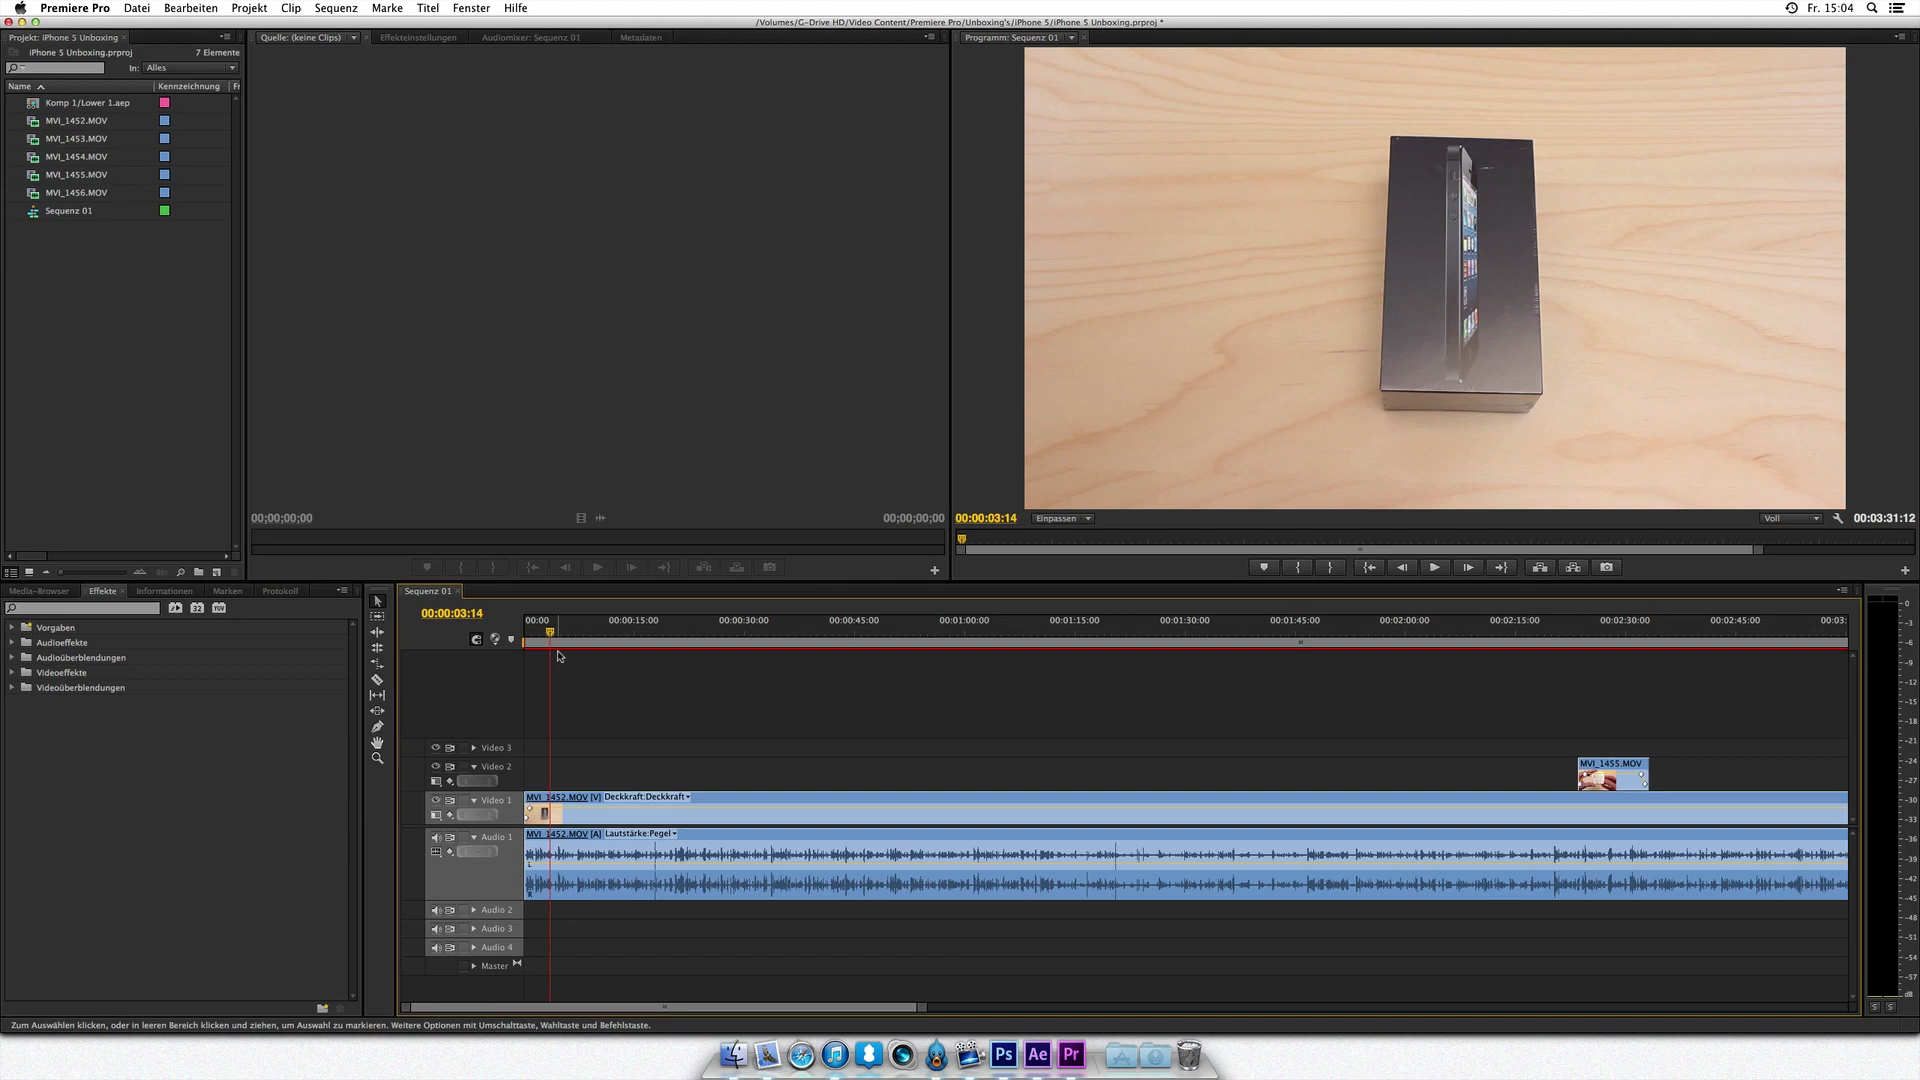 Premiere Pro Datei Bearbeiten Projekt Clip Sequenz Marke Titel Fenster Hilfe Fr. 15:04
/Volumes/G-Drive HD/Video Content/Premiere Pro/Unboxing's/iPhone 5/iPhone 5 Unboxing.prproj *
Projekt: iPhone 5 Unboxing
Quelle: (keine Clips)
Effekteinstellungen
Audiomixer: Sequenz 01
Metadaten
Programm: Sequenz 01
iPhone 5 Unboxing.prproj
7 Elemente
In: Alles
Name
Kennzeichnung
Fr
Komp 1/Lower 1.aep
MVI_1452.MOV
MVI_1453.MOV
MVI_1454.MOV
MVI_1455.MOV
MVI_1456.MOV
Sequenz 01
00;00;00;00
00;00;00;00
00:00:03:14
Einpassen
Voll
00:03:31:12
Media-Browser
Effekte
Informationen
Marken
Protokoll
32
YUV
Vorgaben
Audioeffekte
Audioüberblendungen
Videoeffekte
Videoüberblendungen
Sequenz 01
00:00:03:14
00:00 00:00:15:00 00:00:30:00 00:00:45:00 00:01:00:00 00:01:15:00 00:01:30:00 00:01:45:00 00:02:00:00 00:02:15:00 00:02:30:00 00:02:45:00 00:03:
Video 3
Video 2
MVI_1455.MOV
Video 1
MVI_1452.MOV [V] Deckkraft:Deckkraft
Audio 1
MVI_1452.MOV [A] Lautstärke:Pegel
L
R
Audio 2
Audio 3
Audio 4
Master
0
-3
-6
-9
-12
-15
-18
-21
-24
-27
-30
-33
-36
-39
-42
-45
-48
-51
-54
-57
dB
S S
Zum Auswählen klicken, oder in leeren Bereich klicken und ziehen, um Auswahl zu markieren. Weitere Optionen mit Umschalttaste, Wahltaste und Befehlstaste.
Ps Ae Pr